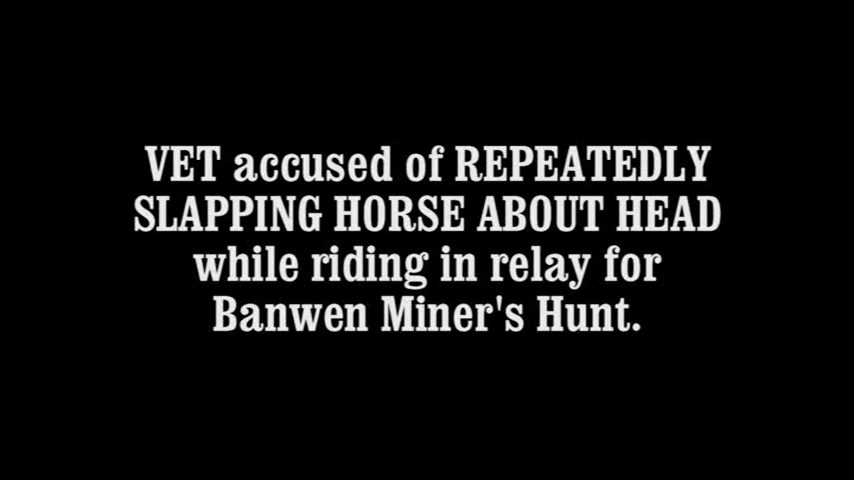 VET accused of REPEATEDLY
SLAPPING HORSE ABOUT HEAD
while riding in relay for
Banwen Miner's Hunt.